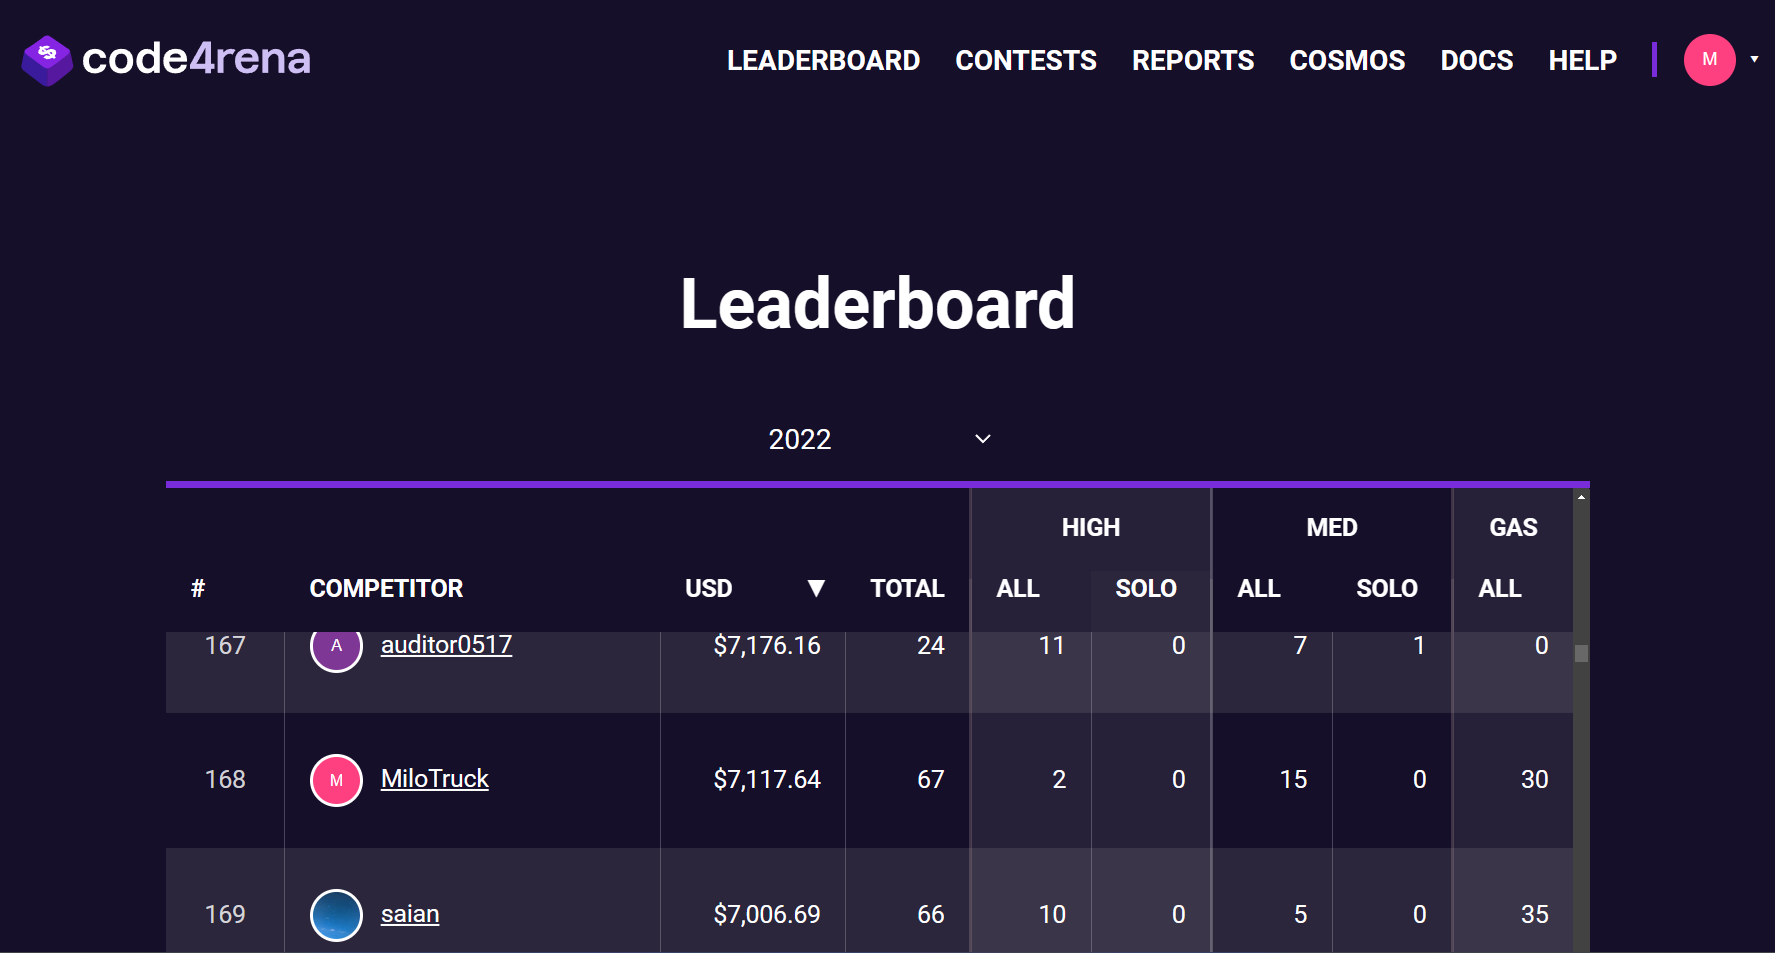 code4rena
LEADERBOARD CONTESTS REPORTS COSMOS DOCS HELP M
Leaderboard
2022
HIGH MED GAS
# COMPETITOR USD ▼ TOTAL ALL SOLO ALL SOLO ALL
167 A auditor0517 $7,176.16 24 11 0 7 1 0
168 M MiloTruck $7,117.64 67 2 0 15 0 30
169 saian $7,006.69 66 10 0 5 0 35